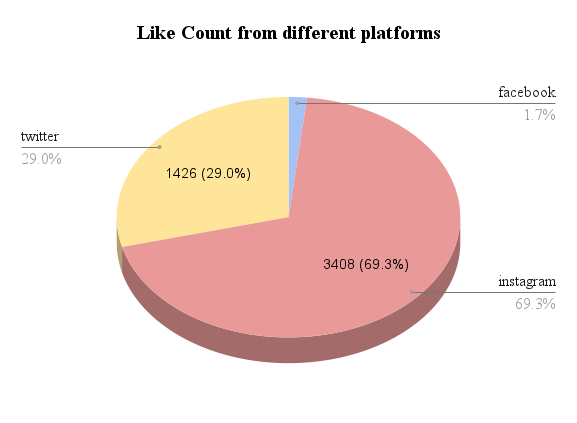 Like Count from different platforms
facebook
1.7%
twitter
29.0%
1426 (29.0%)
3408 (69.3%)
instagram
69.3%